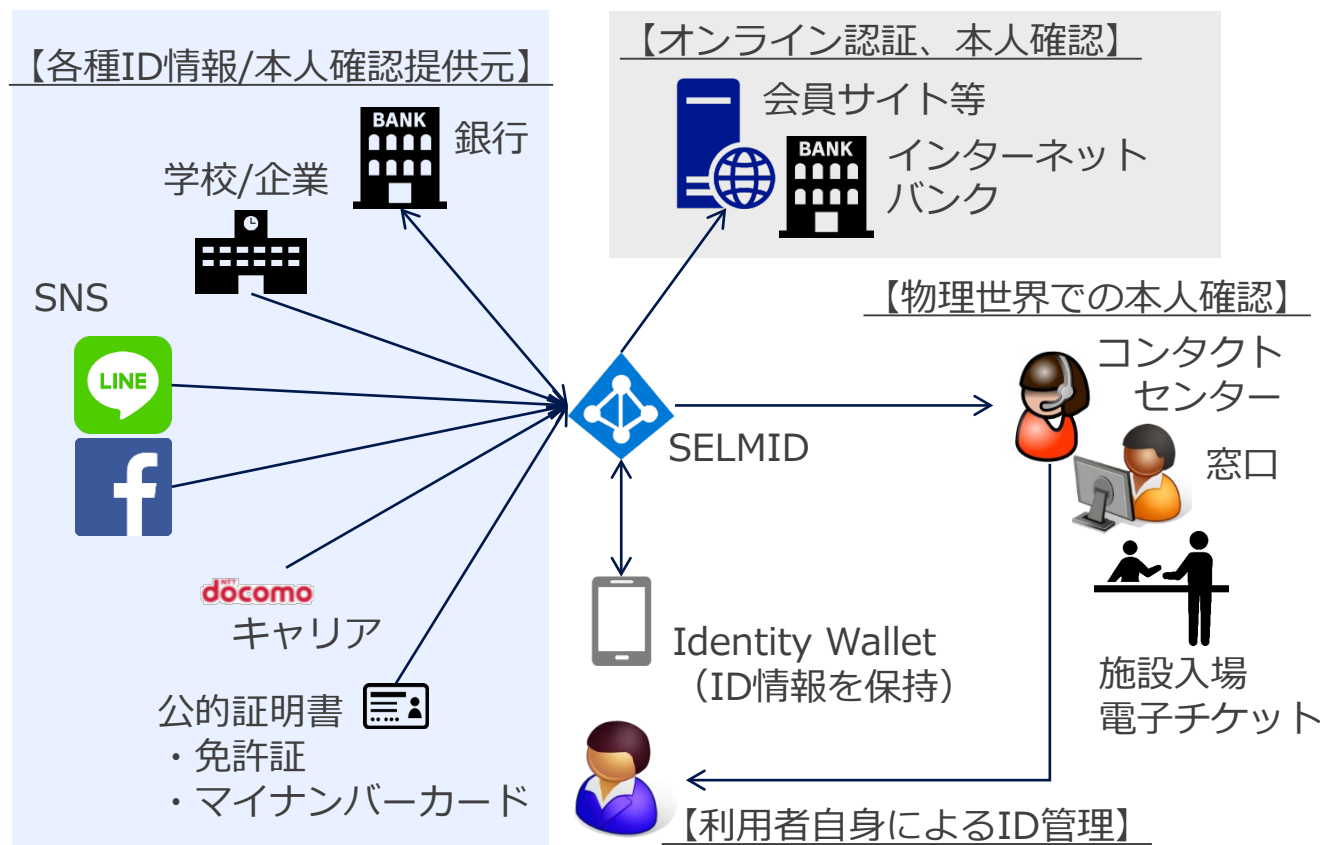 【各種ID情報/本人確認提供元】
BANK
銀行
学校/企業
SNS
LINE
f
NTT
docomo
キャリア
公的証明書
・免許証
・マイナンバーカード
【オンライン認証、本人確認】
会員サイト等
BANK
インターネット
バンク
SELMID
【物理世界での本人確認】
コンタクト
センター
窓口
施設入場
電子チケット
Identity Wallet
（ID情報を保持）
【利用者自身によるID管理】